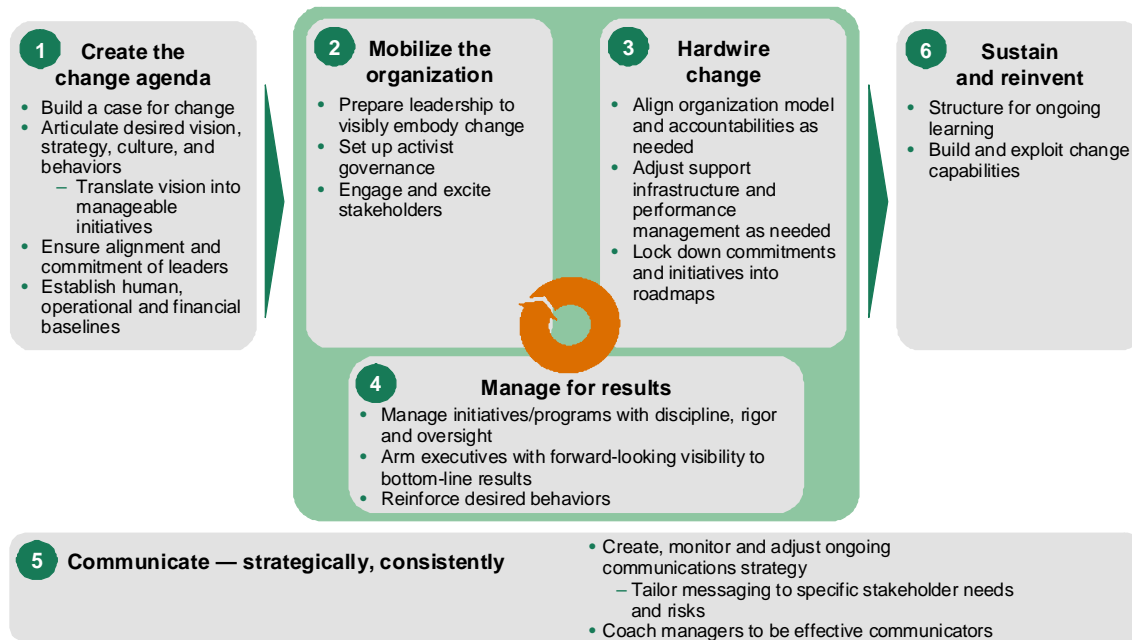 1
Create the
change agenda
• Build a case for change
• Articulate desired vision,
strategy, culture, and
behaviors
– Translate vision into
manageable
initiatives
• Ensure alignment and
commitment of leaders
• Establish human,
operational and financial
baselines
2
Mobilize the
organization
• Prepare leadership to
visibly embody change
• Set up activist
governance
• Engage and excite
stakeholders
3
Hardwire
change
• Align organization model
and accountabilities as
needed
• Adjust support
infrastructure and
performance
management as needed
• Lock down commitments
and initiatives into
roadmaps
4
Manage for results
• Manage initiatives/programs with discipline, rigor
and oversight
• Arm executives with forward-looking visibility to
bottom-line results
• Reinforce desired behaviors
6
Sustain
and reinvent
• Structure for ongoing
learning
• Build and exploit change
capabilities
5
Communicate — strategically, consistently
• Create, monitor and adjust ongoing
communications strategy
– Tailor messaging to specific stakeholder needs
and risks
• Coach managers to be effective communicators